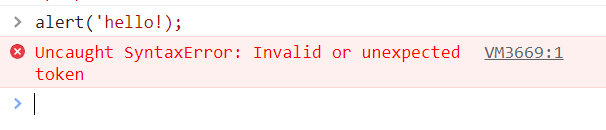 > alert('hello!);
Uncaught SyntaxError: Invalid or unexpected VM3669:1
token
>